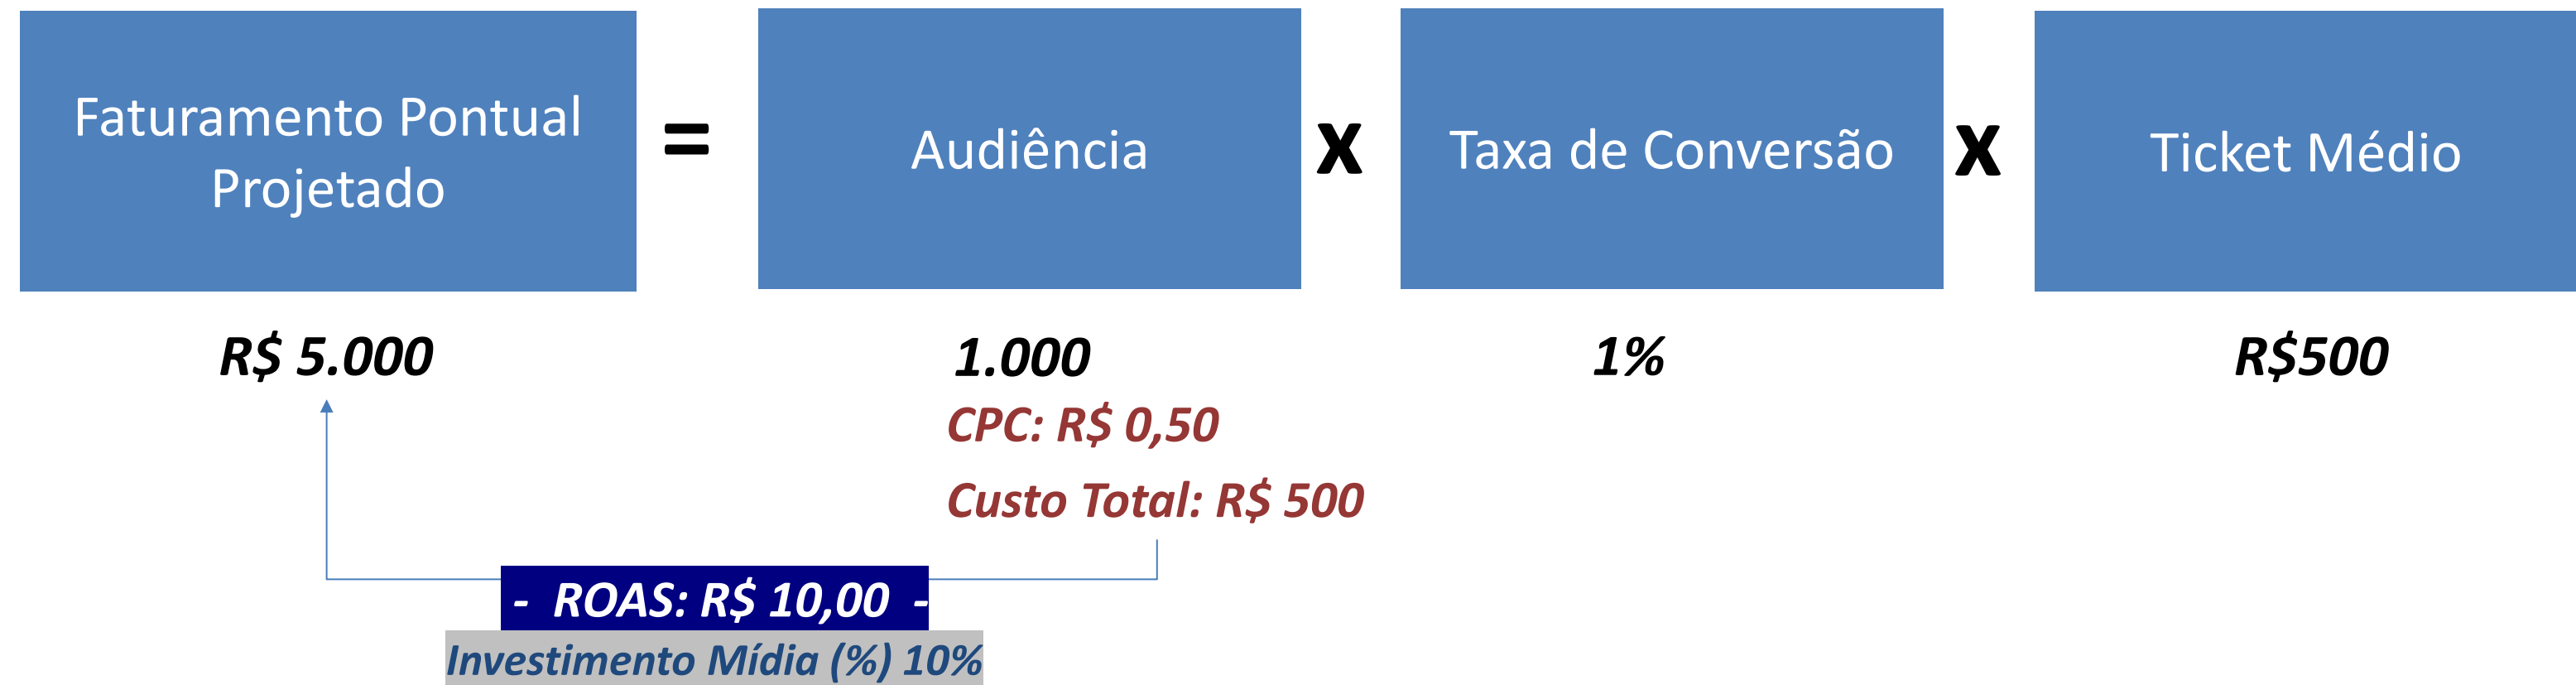 Faturamento Pontual
Projetado
=
Audiência
x
Taxa de Conversão
x
Ticket Médio
R$ 5.000
1.000
1%
R$500
CPC: R$ 0,50
Custo Total: R$ 500
- ROAS: R$ 10,00 -
Investimento Mídia (%) 10%